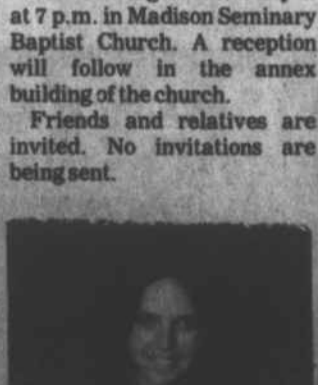 at 7 p.m. in Madison Seminary
Baptist Church. A reception
will follow in the annex
building of the church.
Friends and relatives are
invited. No invitations are
being sent.